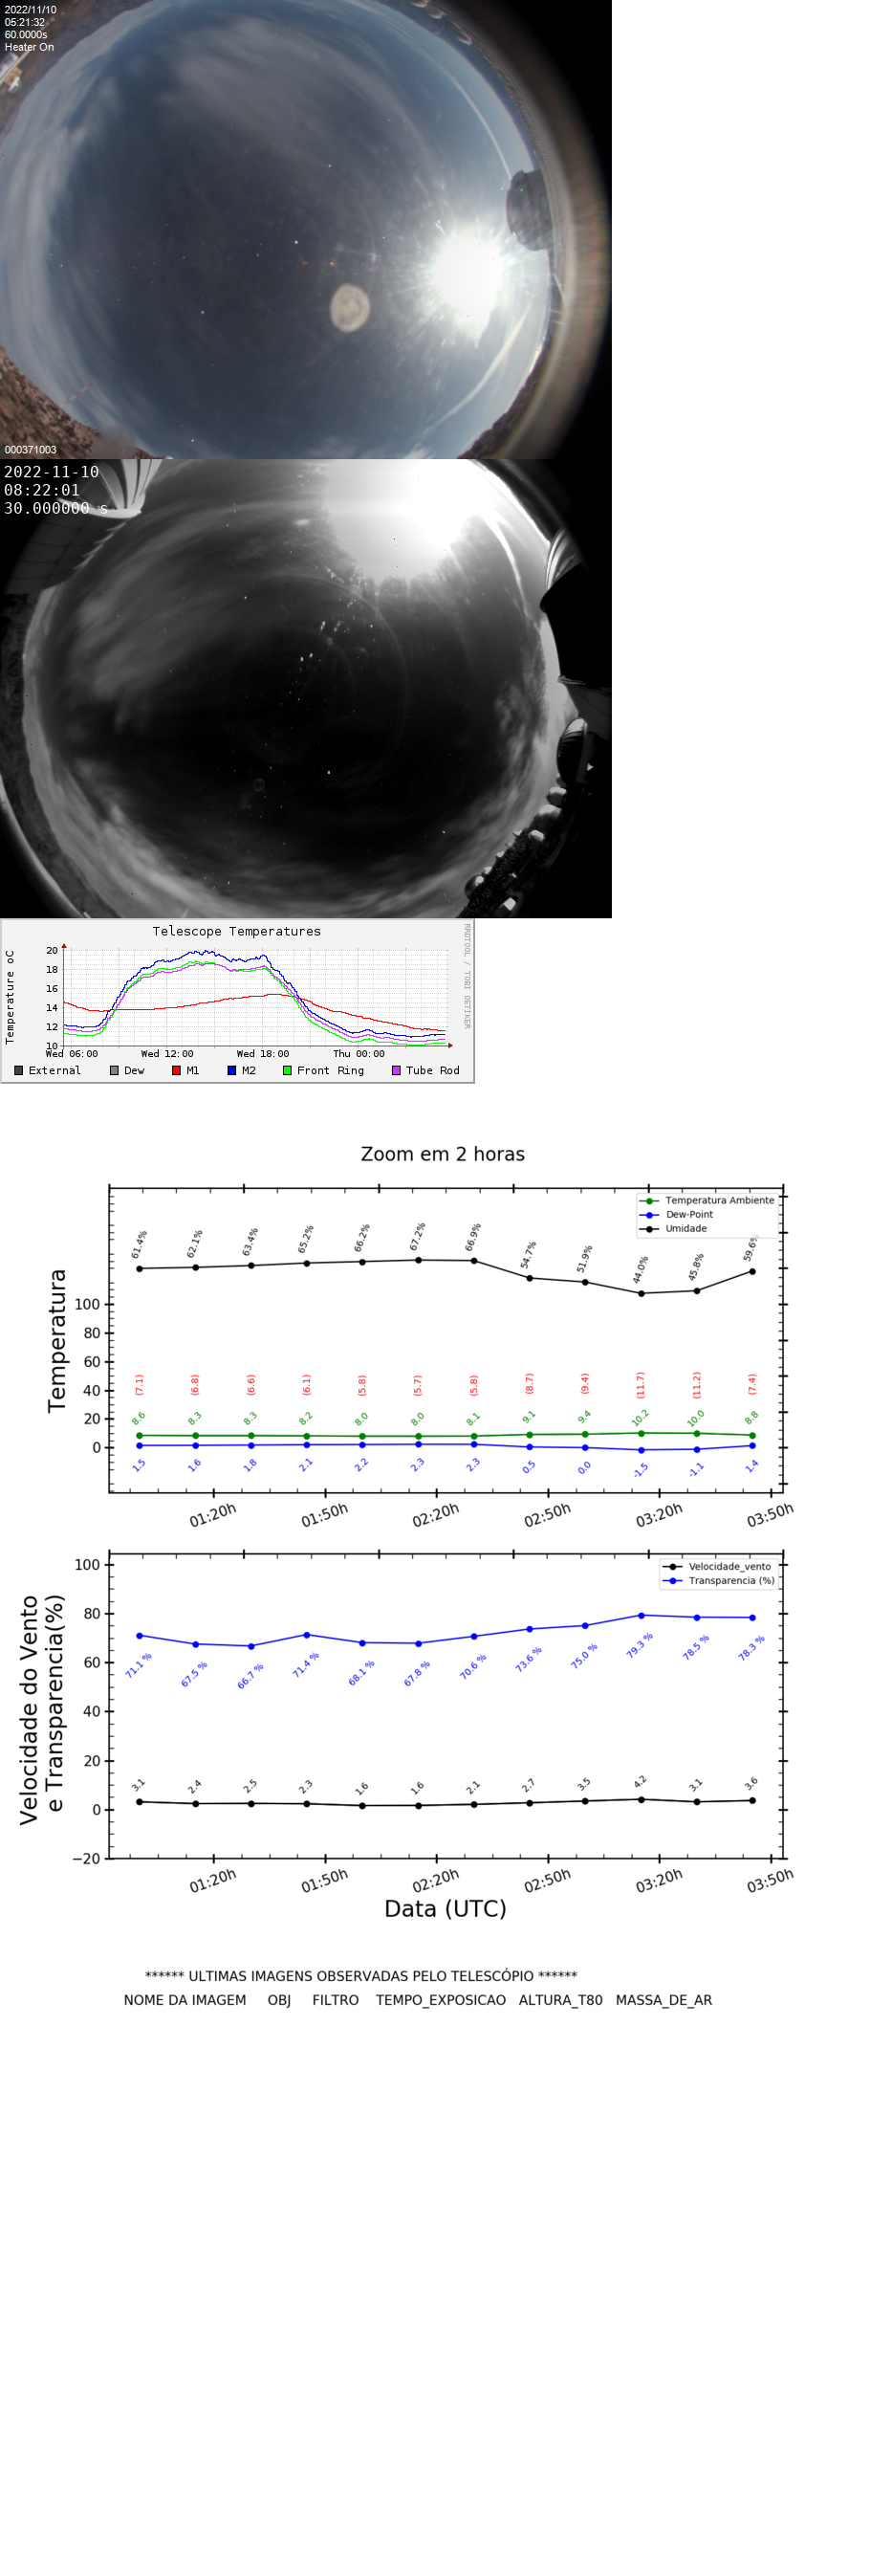 2022/11/10
05:21:32
60.0000s
Heater On
000371003
2022-11-10
08:22:01
30.000000 s
Telescope Temperatures
RRDTOOL / TOBI OETIKER
Temperature oC
20
18
16
14
12
10
Wed 06:00 Wed 12:00 Wed 18:00 Thu 00:00
External Dew M1 M2 Front Ring Tube Rod
Zoom em 2 horas
Temperatura Ambiente
Dew-Point
Umidade
61.4% 62.1% 63.4% 65.2% 66.2% 67.2% 66.9% 54.7% 51.9% 44.0% 45.8% 59.6%
Temperatura
100
80
60
40
20
0
(7.1) (6.8) (6.6) (6.1) (5.8) (5.7) (5.8) (8.7) (9.4) (11.7) (11.2) (7.4)
8.6 8.3 8.3 8.2 8.0 8.0 8.1 9.1 9.4 10.2 10.0 8.8
1.5 1.6 1.8 2.1 2.2 2.3 2.3 0.5 0.0 -1.5 -1.1 1.4
01:20h 01:50h 02:20h 02:50h 03:20h 03:50h
Velocidade_vento
Transparencia (%)
Velocidade do Vento
e Transparencia(%)
100
80
60
40
20
0
−20
71.1 % 67.5 % 66.7 % 71.4 % 68.1 % 67.8 % 70.6 % 73.6 % 75.0 % 79.3 % 78.5 % 78.3 %
3.1 2.4 2.5 2.3 1.6 1.6 2.1 2.7 3.5 4.2 3.1 3.6
01:20h 01:50h 02:20h 02:50h 03:20h 03:50h
Data (UTC)
****** ULTIMAS IMAGENS OBSERVADAS PELO TELESCÓPIO ******
NOME DA IMAGEM OBJ FILTRO TEMPO_EXPOSICAO ALTURA_T80 MASSA_DE_AR